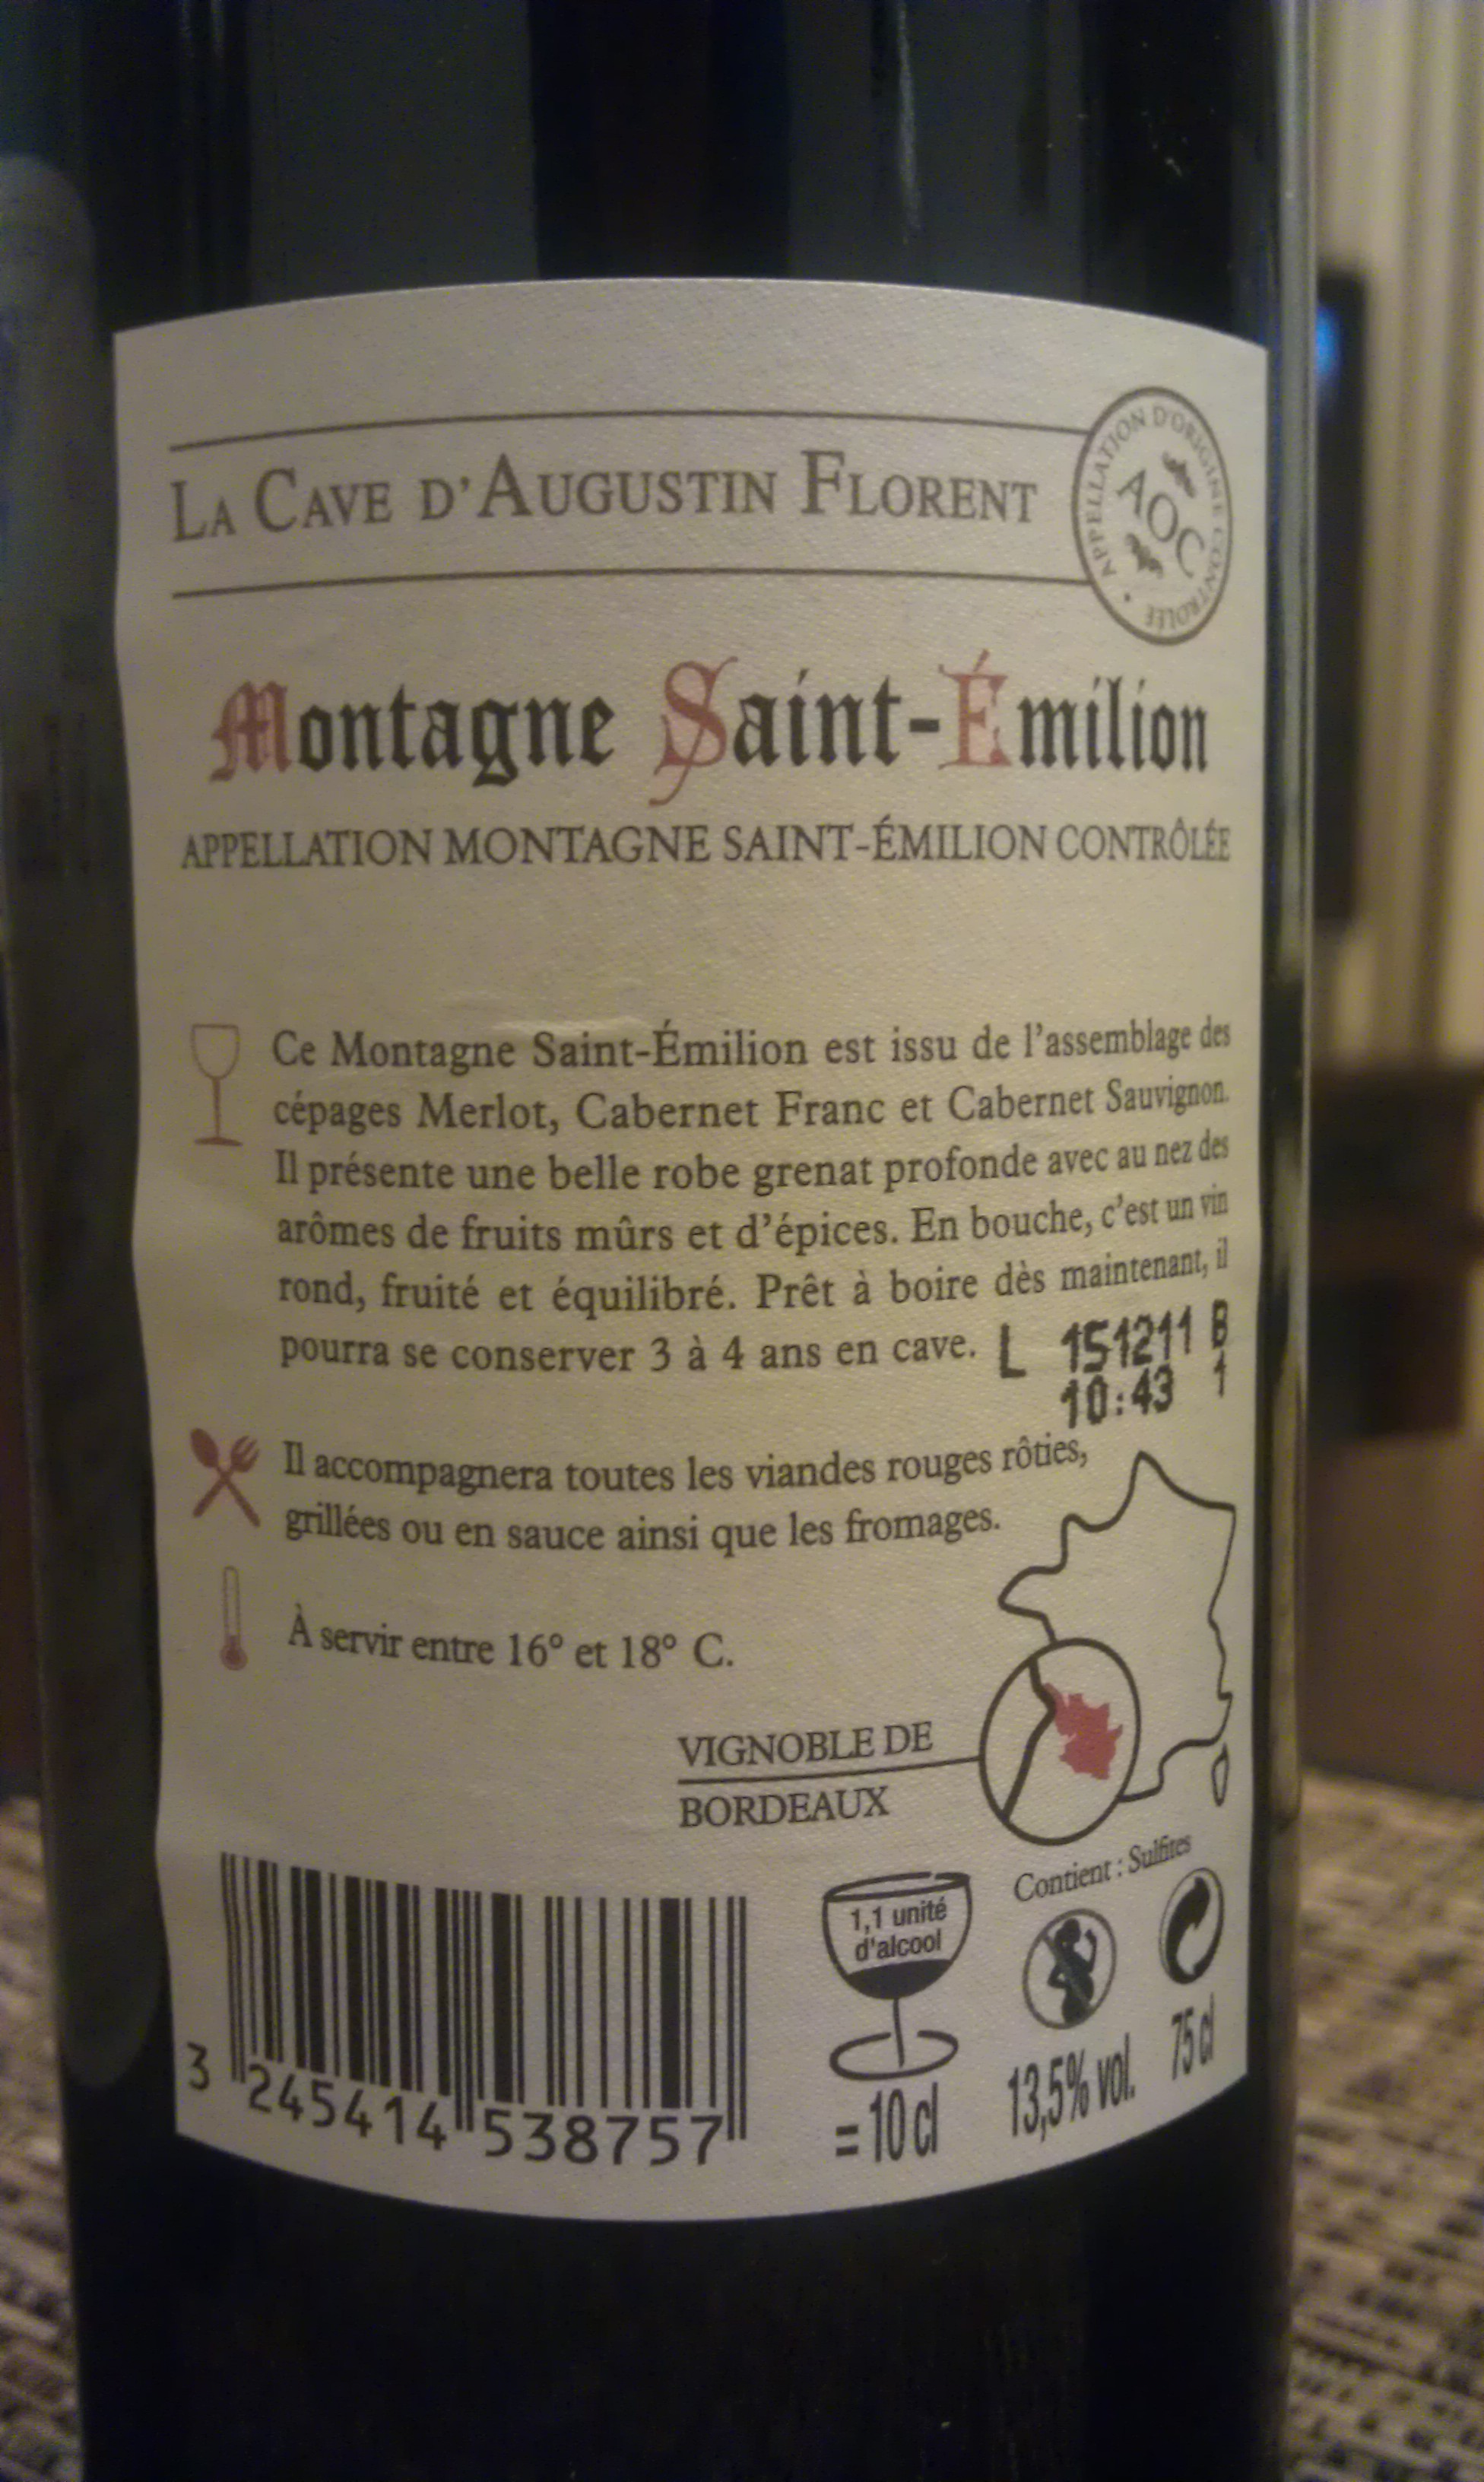 LA CAVE D'AUGUSTIN FLORENT
APPELLATION D'ORIGINE CONTRÔLÉE •
AOC
Montagne Saint-Émilion
APPELLATION MONTAGNE SAINT-ÉMILION CONTRÔLÉE
Ce Montagne Saint-Émilion est issu de l'assemblage des
cépages Merlot, Cabernet Franc et Cabernet Sauvignon.
Il présente une belle robe grenat profonde avec au nez des
arômes de fruits mûrs et d'épices. En bouche, c'est un vin
rond, fruité et équilibré. Prêt à boire dès maintenant, il
pourra se conserver 3 à 4 ans en cave.
L 151211 B
10:43 1
Il accompagnera toutes les viandes rouges rôties,
grillées ou en sauce ainsi que les fromages.
À servir entre 16° et 18° C.
VIGNOBLE DE
BORDEAUX
Contient : Sulfites
1,1 unité
d'alcool
= 10 cl
13,5% vol.
75 cl
3 245414 538757